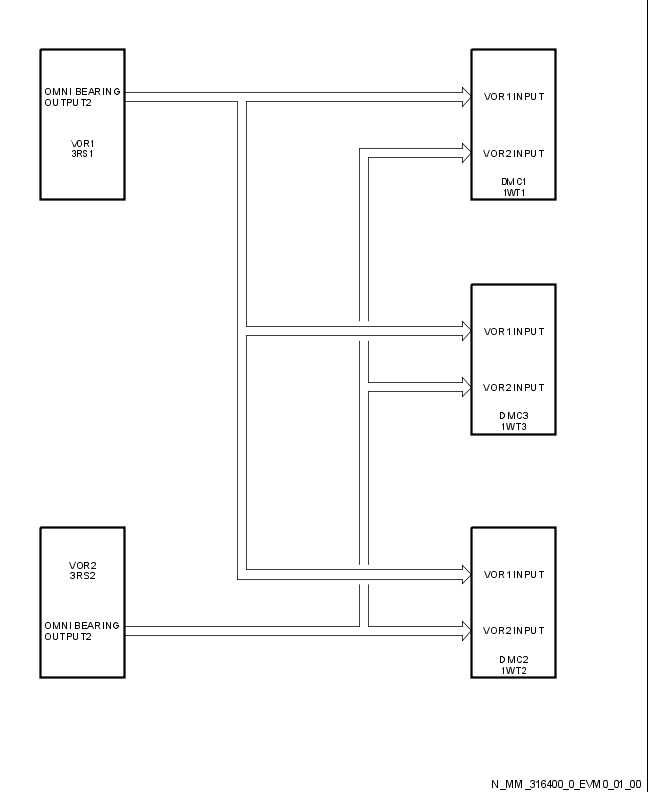 OMNI BEARING
OUTPUT2
VOR1
3RS1
VOR1 INPUT
VOR2 INPUT
DMC1
1WT1
VOR1 INPUT
VOR2 INPUT
DMC3
1WT3
VOR2
3RS2
OMNI BEARING
OUTPUT2
VOR1 INPUT
VOR2 INPUT
DMC2
1WT2
N_MM_316400_0_EVM0_01_00